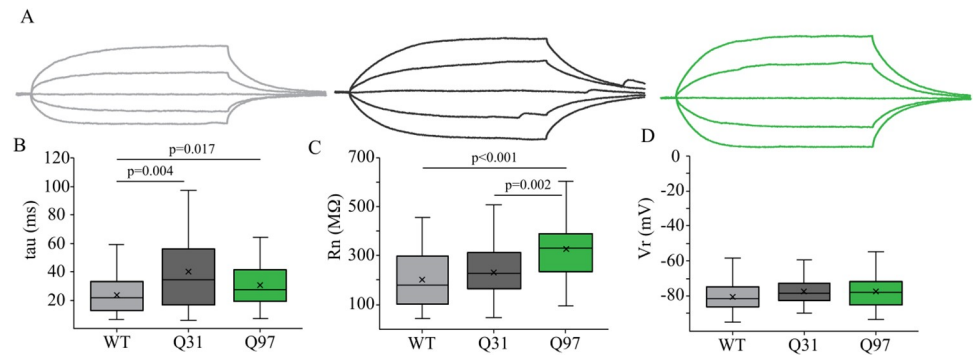 A
B
tau (ms)
120
100
80
60
40
20
p=0.017
p=0.004
WT
Q31
Q97
C
Rn (MΩ)
700
500
300
100
p<0.001
p=0.002
WT
Q31
Q97
D
Vr (mV)
0
-20
-40
-60
-80
WT
Q31
Q97